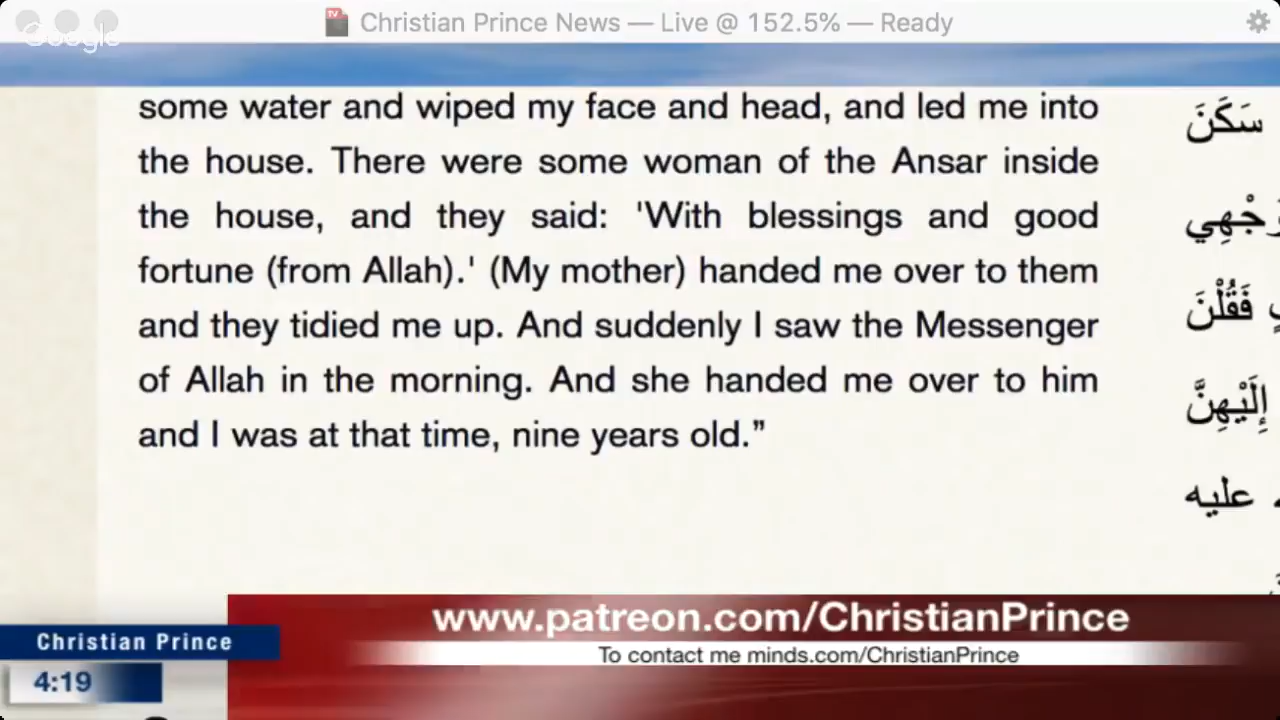 Christian Prince News — Live @ 152.5% — Ready
Google
some water and wiped my face and head, and led me into
the house. There were some woman of the Ansar inside
the house, and they said: 'With blessings and good
fortune (from Allah).' (My mother) handed me over to them
and they tidied me up. And suddenly I saw the Messenger
of Allah in the morning. And she handed me over to him
and I was at that time, nine years old.”
سَكَنَ
فَقُلْنَ
إِلَيْهِنَّ
عليه
www.patreon.com/ChristianPrince
To contact me minds.com/ChristianPrince
Christian Prince
4:19